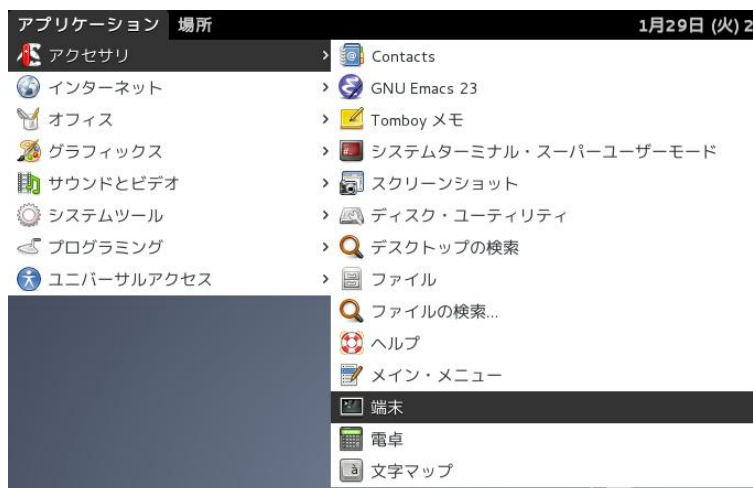 アプリケーション 場所 1月29日 (火) 2
アクセサリ
インターネット
オフィス
グラフィックス
サウンドとビデオ
システムツール
プログラミング
ユニバーサルアクセス
Contacts
GNU Emacs 23
Tomboy メモ
システムターミナル・スーパーユーザーモード
スクリーンショット
ディスク・ユーティリティ
デスクトップの検索
ファイル
ファイルの検索...
ヘルプ
メイン・メニュー
端末
電卓
文字マップ